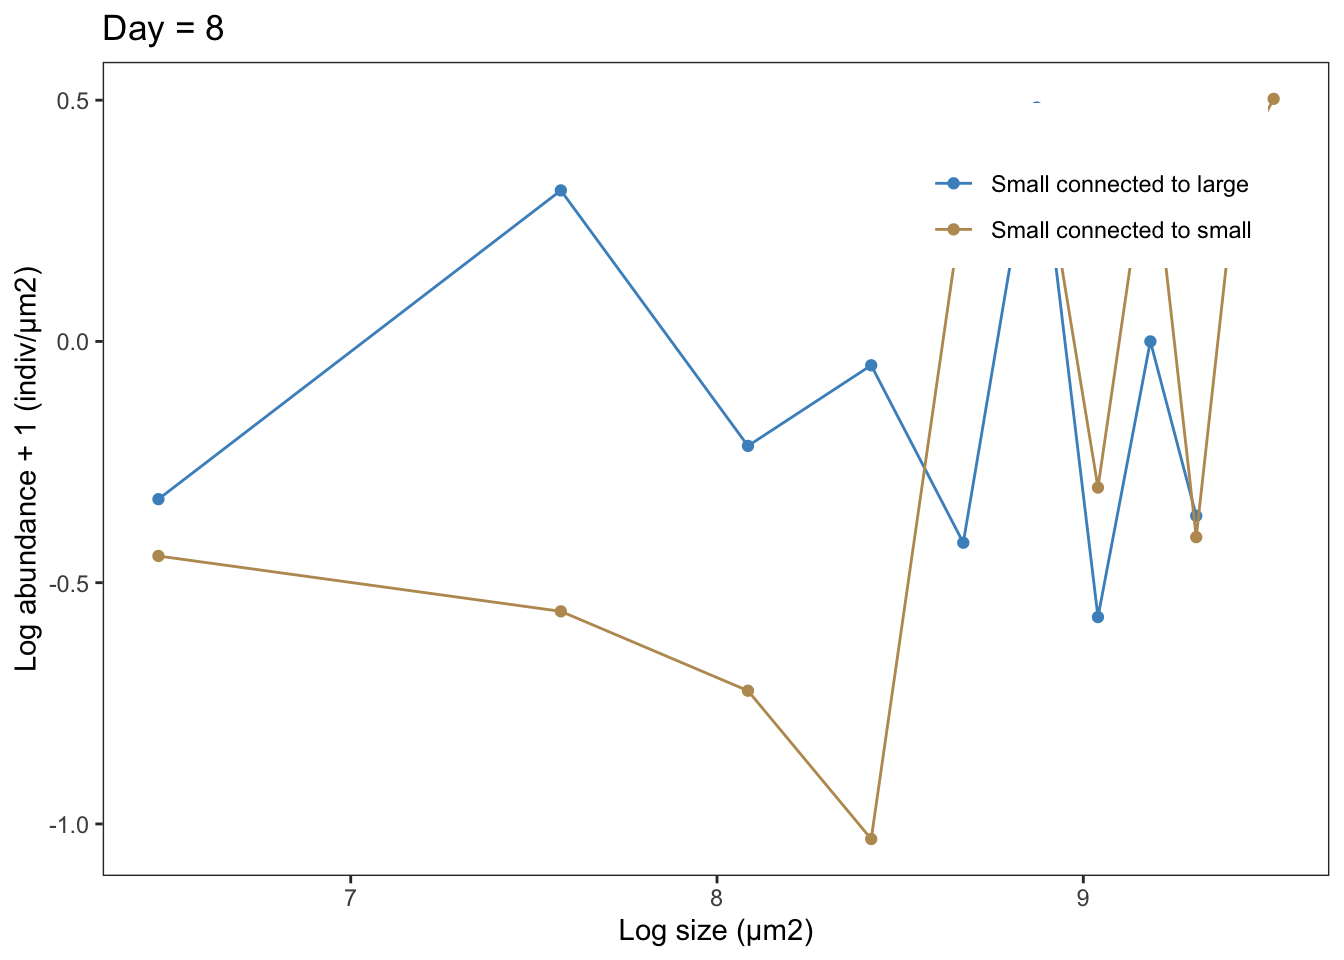 Day = 8
0.5
0.0
-0.5
-1.0
Log abundance + 1 (indiv/µm2)
Small connected to large
Small connected to small
7 8 9
Log size (µm2)